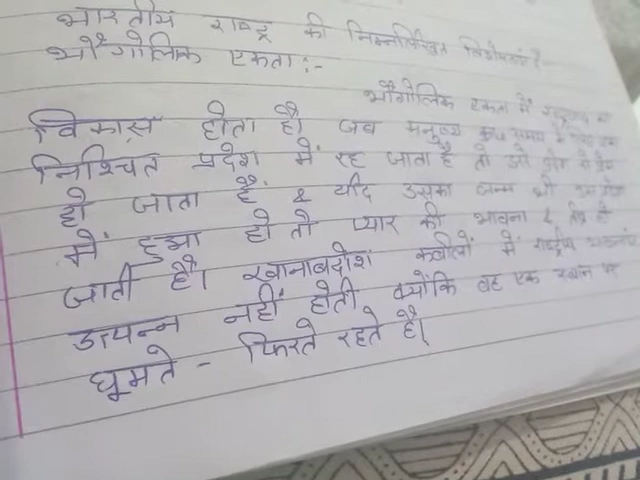 भारतीय राष्ट्र की निम्नलिखित विशेषताएं है -
भौगोलिक एकता :-
भौगोलिक एकता में
विकास होता है। जब मनुष्य कुछ समय
निश्चित प्रदेश में रह जाता है तो उसे
हो जाता हैं & यदि उसका जन्म भी उस
में हुआ हो तो प्यार की भावना & तीव्र हो
जाती है। खानाबदोश कबीलों में राष्ट्रीय
उत्पन्न नहीं होती क्योंकि वह एक स्थान पर
घूमते - फिरते रहते है।